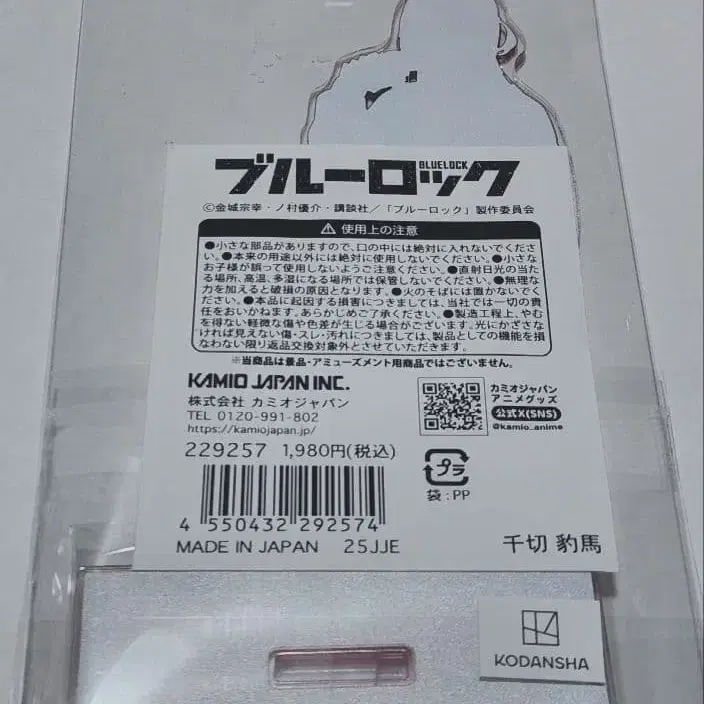 ブルーロック
BLUELOCK
©金城宗幸・ノ村優介・講談社／「ブルーロック」製作委員会
⚠ 使用上の注意
●小さな部品がありますので、口の中には絶対に入れないでくださ
い。●本来の用途以外には絶対に使用しないでください。●小さな
お子様が誤って使用しないようご注意ください。●直射日光の当た
る場所、高温、多湿になる場所では保管しないでください。●無理な
力を加えると破損の原因となります。●火のそばには置かないでく
ださい。●本品に起因する損害につきましては、当社では一切の責
任をおいかねます。あらかじめご了承ください。●製造工程上、やむ
を得ない軽微な傷や色差が生じる場合がございます。光にかざさな
ければ見えない傷・スレ・汚れにつきましては、製品としての機能を損
なわない限り返品交換対象外とさせていただきます。
※当商品は景品・アミューズメント用商品ではございません。
KAMIO JAPAN INC.
株式会社 カミオジャパン
TEL 0120-991-802
https://kamiojapan.jp/
カミオジャパン
アニメグッズ
公式X(SNS)
@kamio_anime
229257 1,980円(税込)
プラ
袋:PP
4 550432 292574
MADE IN JAPAN 25JJE
千切 豹馬
KODANSHA